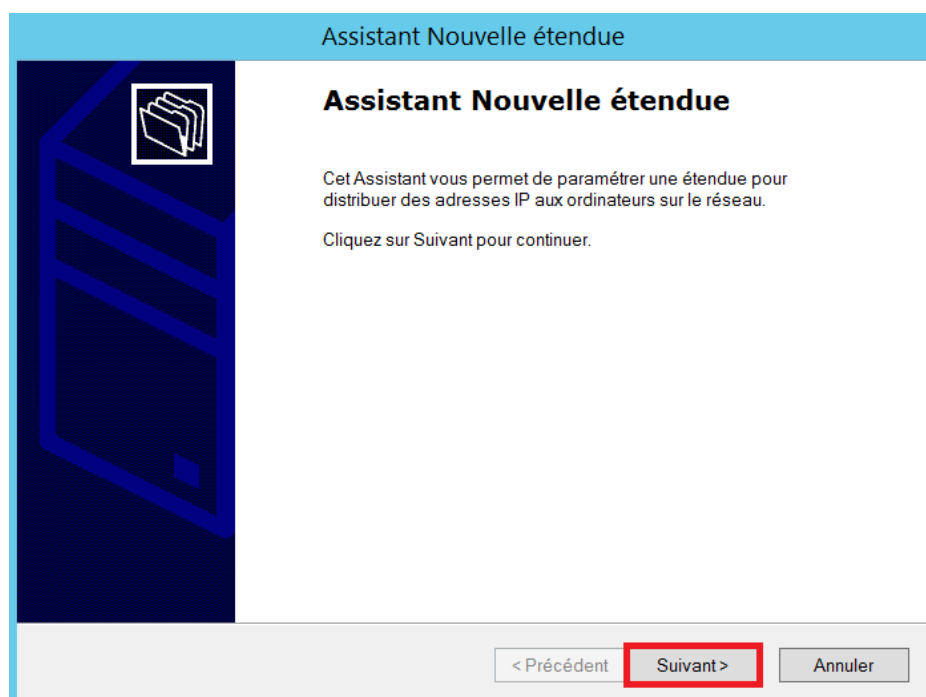 Assistant Nouvelle étendue
Assistant Nouvelle étendue
Cet Assistant vous permet de paramétrer une étendue pour
distribuer des adresses IP aux ordinateurs sur le réseau.
Cliquez sur Suivant pour continuer.
< Précédent Suivant > Annuler